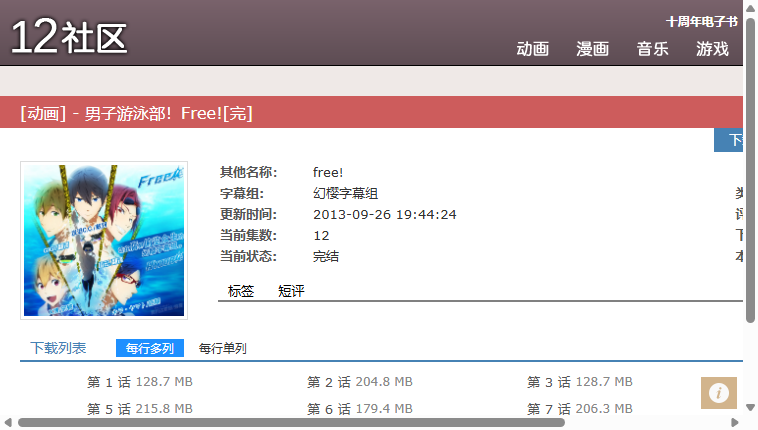 12社区
十周年电子书
动画 漫画 音乐 游戏
[动画] - 男子游泳部！Free![完]
其他名称： free!
字幕组： 幻樱字幕组
更新时间： 2013-09-26 19:44:24
当前集数： 12
当前状态： 完结
Free!
标签 短评
下载列表 每行多列 每行单列
第 1 话 128.7 MB 第 2 话 204.8 MB 第 3 话 128.7 MB
第 5 话 215.8 MB 第 6 话 179.4 MB 第 7 话 206.3 MB